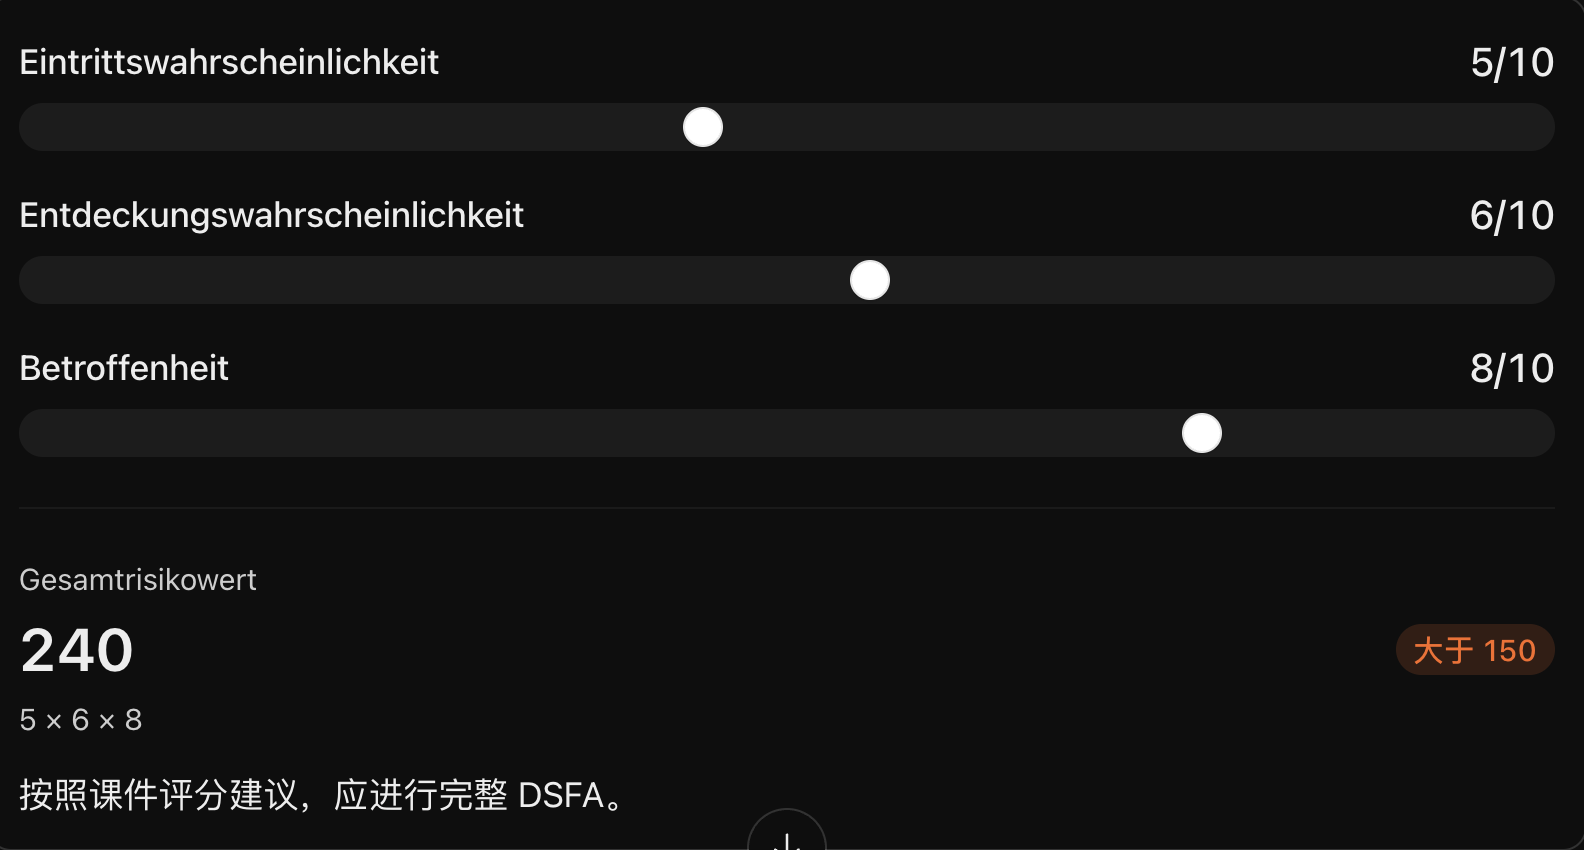 Eintrittswahrscheinlichkeit 5/10
Entdeckungswahrscheinlichkeit 6/10
Betroffenheit 8/10
Gesamtrisikowert
240 大于 150
5 × 6 × 8
按照课件评分建议，应进行完整 DSFA。